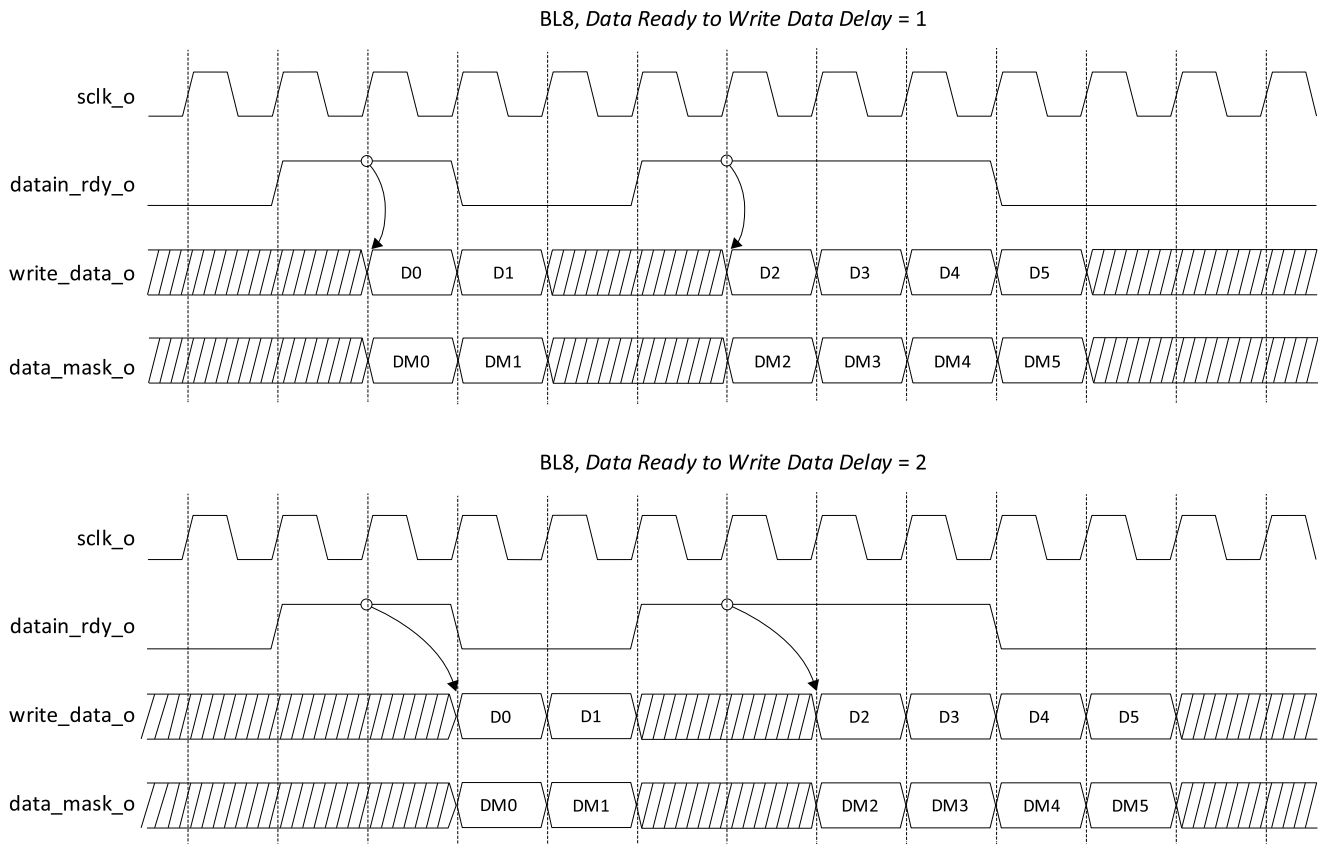 BL8, Data Ready to Write Data Delay = 1
sclk_o
datain_rdy_o
write_data_o D0 D1 D2 D3 D4 D5
data_mask_o DM0 DM1 DM2 DM3 DM4 DM5
BL8, Data Ready to Write Data Delay = 2
sclk_o
datain_rdy_o
write_data_o D0 D1 D2 D3 D4 D5
data_mask_o DM0 DM1 DM2 DM3 DM4 DM5